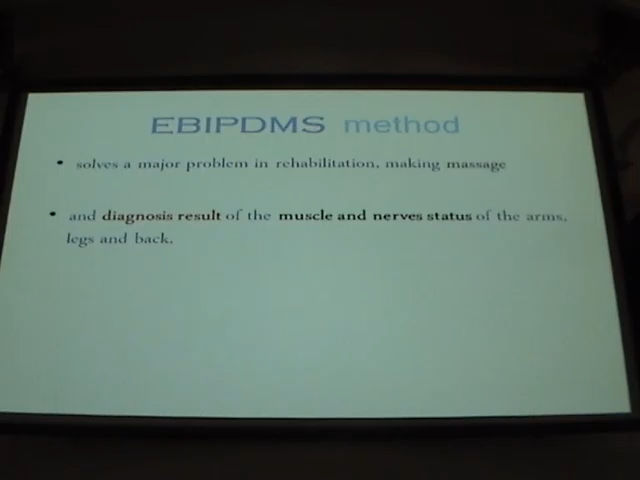 EBIPDMS method
• solves a major problem in rehabilitation, making massage
• and diagnosis result of the muscle and nerves status of the arms,
legs and back.